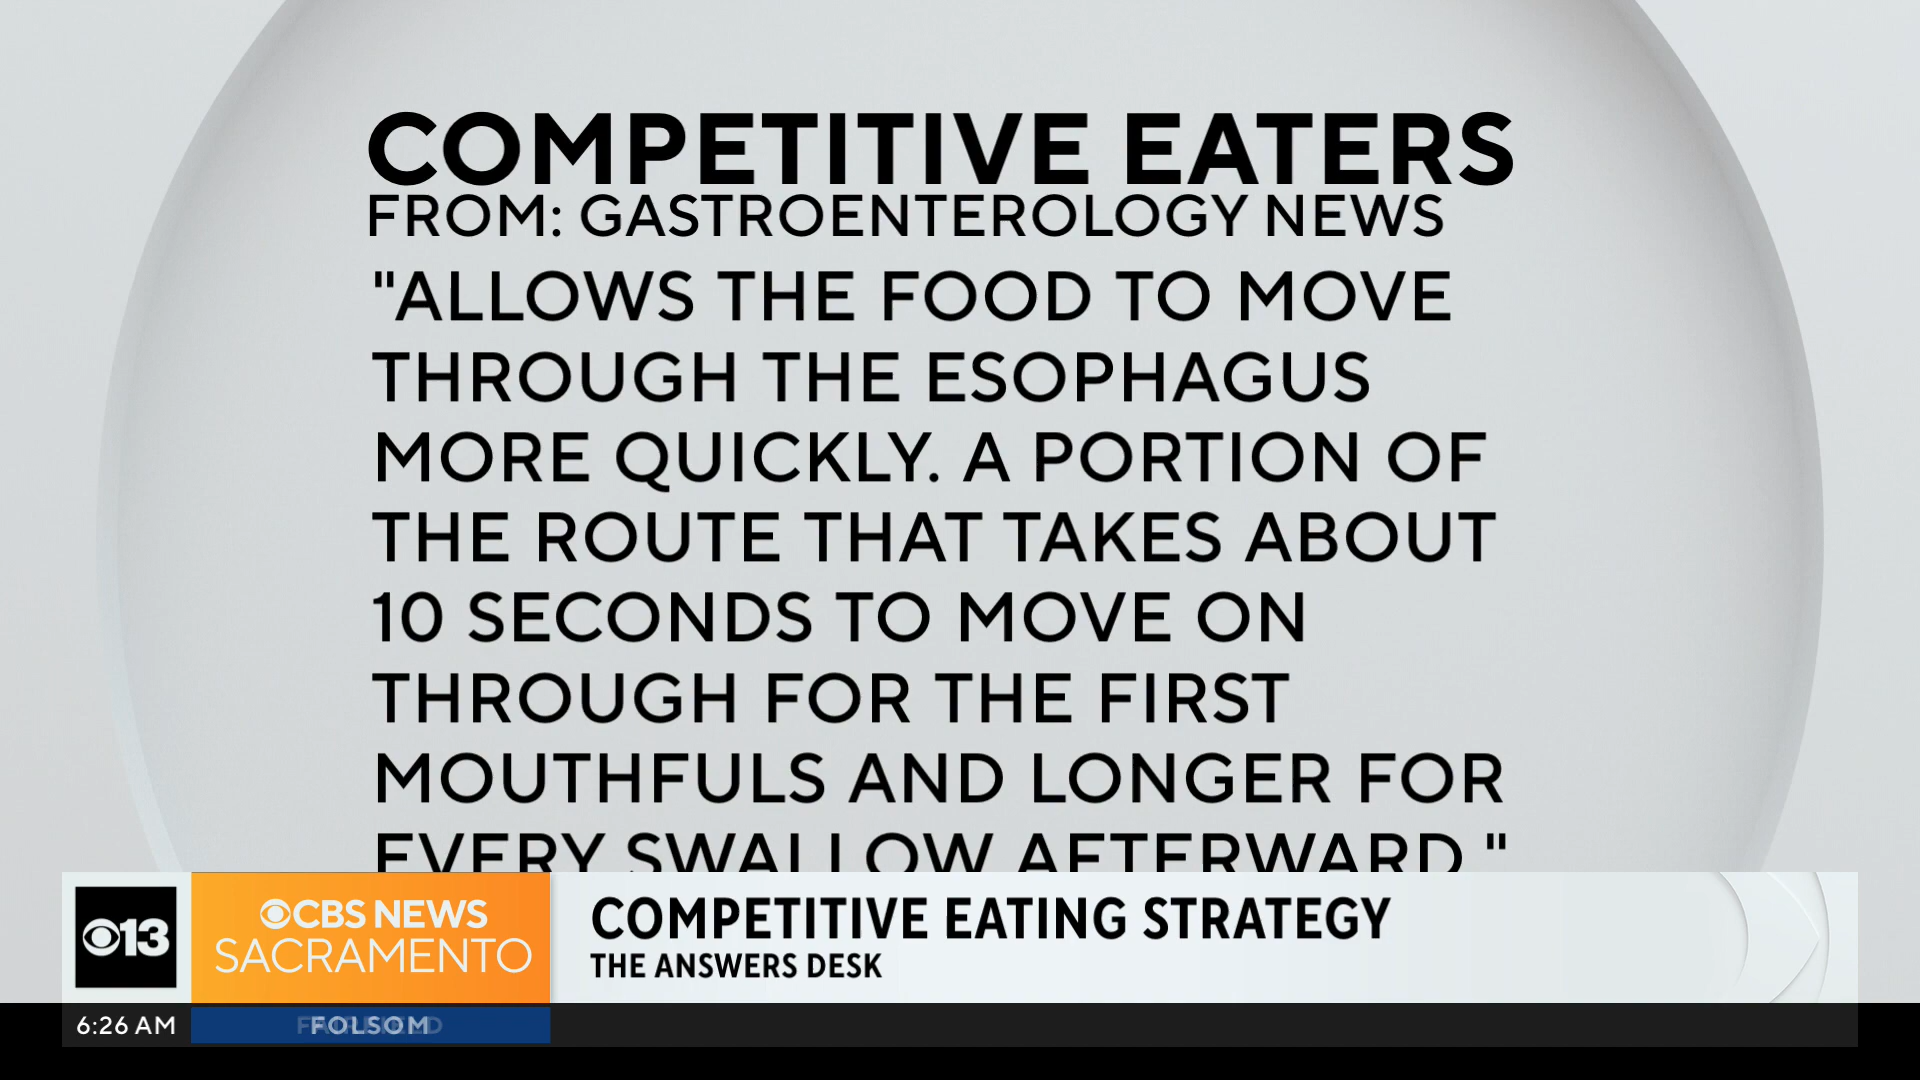 COMPETITIVE EATERS
FROM: GASTROENTEROLOGY NEWS
"ALLOWS THE FOOD TO MOVE
THROUGH THE ESOPHAGUS
MORE QUICKLY. A PORTION OF
THE ROUTE THAT TAKES ABOUT
10 SECONDS TO MOVE ON
THROUGH FOR THE FIRST
MOUTHFULS AND LONGER FOR
EVERY SWALLOW AFTERWARD."
13
CBS NEWS
SACRAMENTO
COMPETITIVE EATING STRATEGY
THE ANSWERS DESK
6:26 AM
FOLSOM